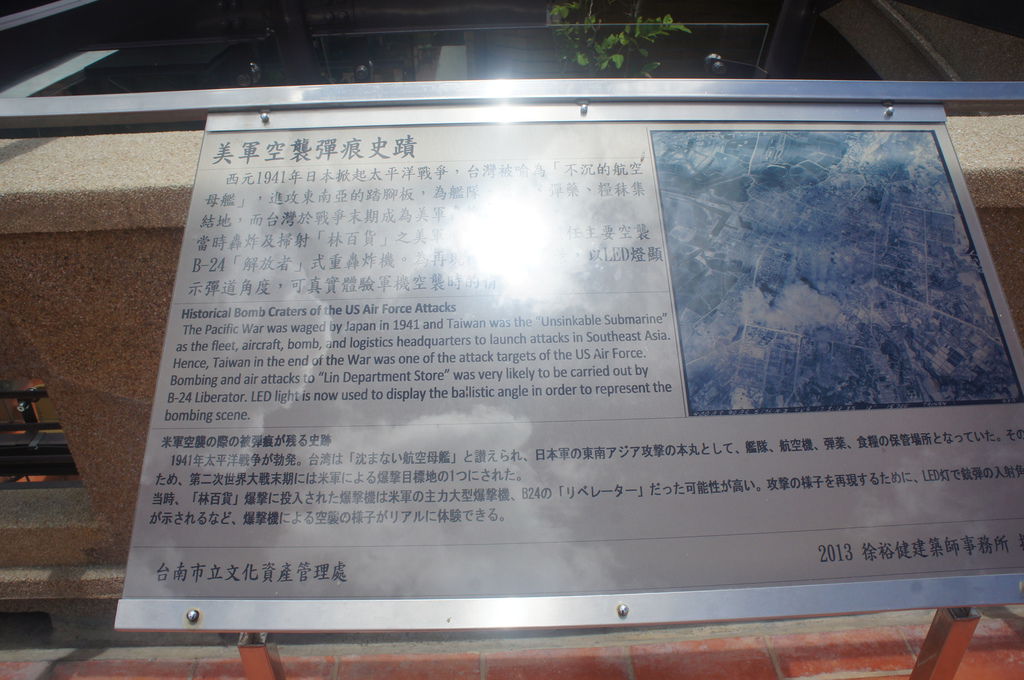 美軍空襲彈痕史蹟
西元1941年日本掀起太平洋戰爭，台灣被喻為「不沉的航空
母艦」，進攻東南亞的踏腳板，為艦隊 彈藥、糧秣集
結地，而台灣於戰爭末期成為美軍
當時轟炸及掃射「林百貨」之美軍 任主要空襲
B-24「解放者」式重轟炸機。為再現 ，以LED燈顯
示彈道角度，可真實體驗軍機空襲時的情
Historical Bomb Craters of the US Air Force Attacks
The Pacific War was waged by Japan in 1941 and Taiwan was the “Unsinkable Submarine”
as the fleet, aircraft, bomb, and logistics headquarters to launch attacks in Southeast Asia.
Hence, Taiwan in the end of the War was one of the attack targets of the US Air Force.
Bombing and air attacks to “Lin Department Store” was very likely to be carried out by
B-24 Liberator. LED light is now used to display the balistic angle in order to represent the
bombing scene.
米軍空襲の際の被弾痕が残る史跡
1941年太平洋戦争が勃発。台湾は「沈まない航空母艦」と讃えられ、日本軍の東南アジア攻撃の本丸として、艦隊、航空機、弾薬、食糧の保管場所となっていた。その
ため、第二次世界大戦末期には米軍による爆撃目標地の1つにされた。
当時、「林百貨」爆撃に投入された爆撃機は米軍の主力大型爆撃機、B24の「リベレーター」だった可能性が高い。攻撃の様子を再現するために、LED灯で銃弾の入射角
が示されるなど、爆撃機による空襲の様子がリアルに体験できる。
台南市立文化資產管理處
2013 徐裕健建築師事務所